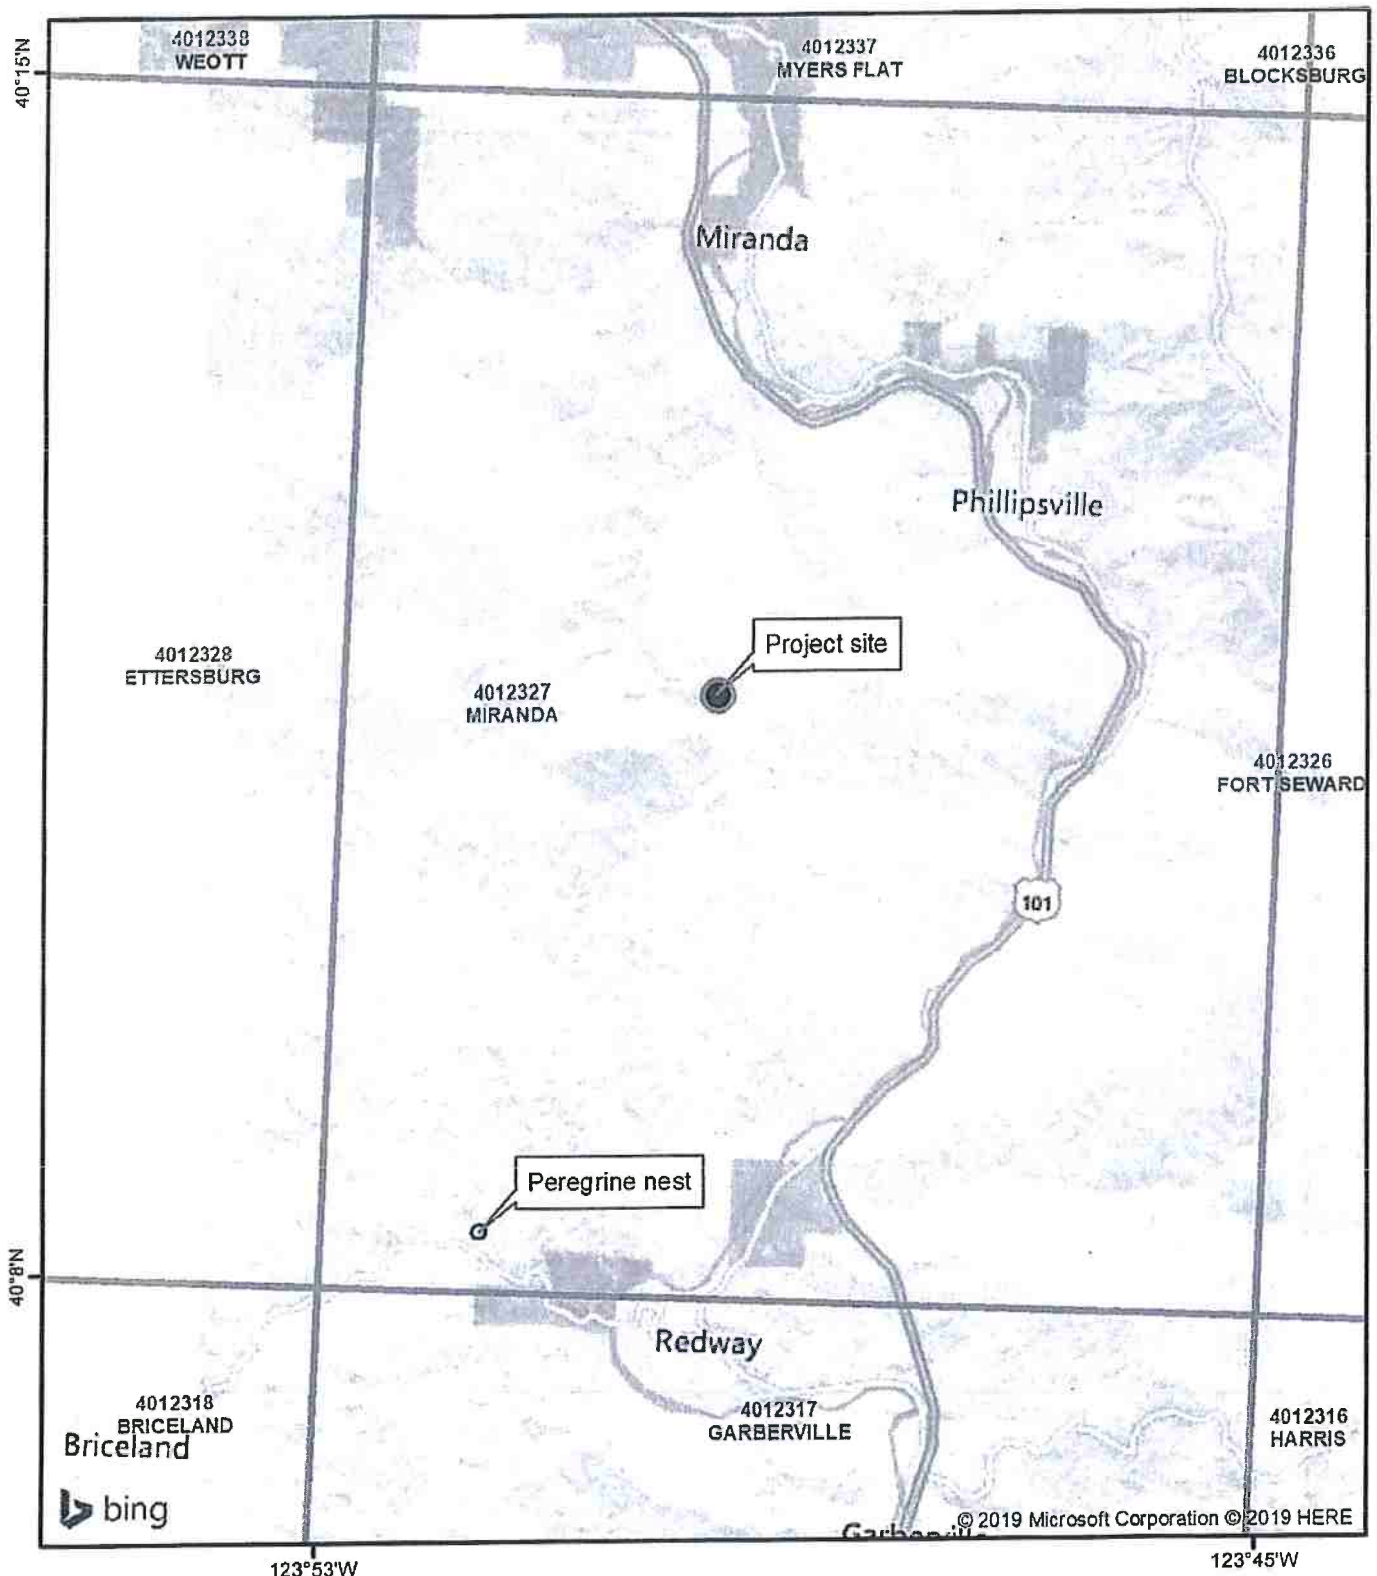 4012338
WEOTT
4012337
MYERS FLAT
4012336
BLOCKSBURG
40°15'N
Miranda
Phillipsville
Project site
4012328
ETTERSBURG
4012327
MIRANDA
4012326
FORT SEWARD
101
Peregrine nest
40°8'N
Redway
4012318
BRICELAND
Briceland
4012317
GARBERVILLE
4012316
HARRIS
bing
© 2019 Microsoft Corporation © 2019 HERE
123°53'W
123°45'W